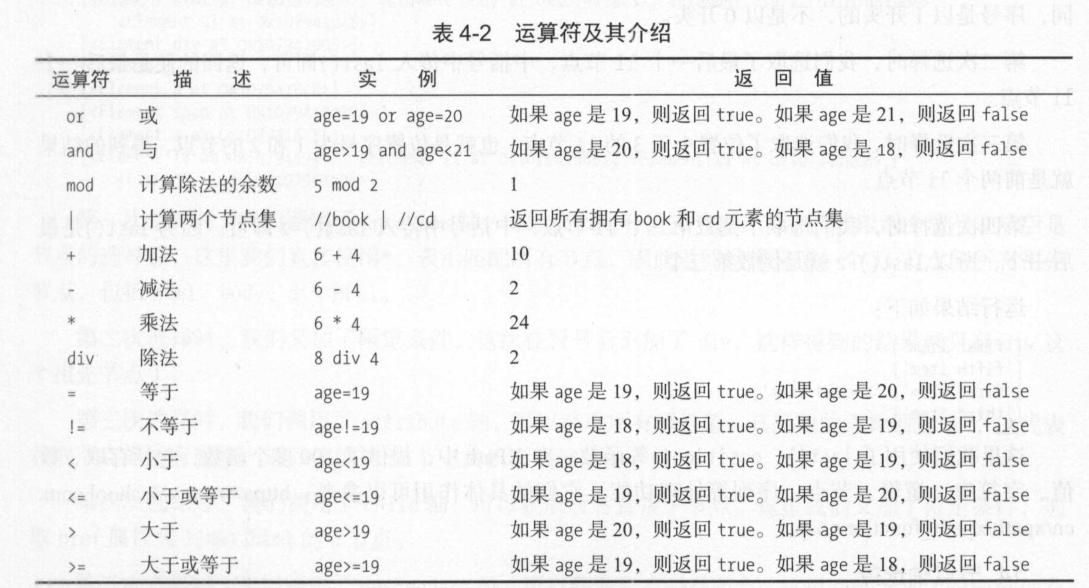 表 4-2 运算符及其介绍
运算符 描 述 实 例 返 回 值
or 或 age=19 or age=20 如果 age 是 19，则返回 true。如果 age 是 21，则返回 false
and 与 age>19 and age<21 如果 age 是 20，则返回 true。如果 age 是 18，则返回 false
mod 计算除法的余数 5 mod 2 1
| 计算两个节点集 //book | //cd 返回所有拥有 book 和 cd 元素的节点集
+ 加法 6 + 4 10
- 减法 6 - 4 2
* 乘法 6 * 4 24
div 除法 8 div 4 2
= 等于 age=19 如果 age 是 19，则返回 true。如果 age 是 20，则返回 false
!= 不等于 age!=19 如果 age 是 18，则返回 true。如果 age 是 19，则返回 false
< 小于 age<19 如果 age 是 18，则返回 true。如果 age 是 19，则返回 false
<= 小于或等于 age<=19 如果 age 是 19，则返回 true。如果 age 是 20，则返回 false
> 大于 age>19 如果 age 是 20，则返回 true。如果 age 是 19，则返回 false
>= 大于或等于 age>=19 如果 age 是 19，则返回 true。如果 age 是 18，则返回 false